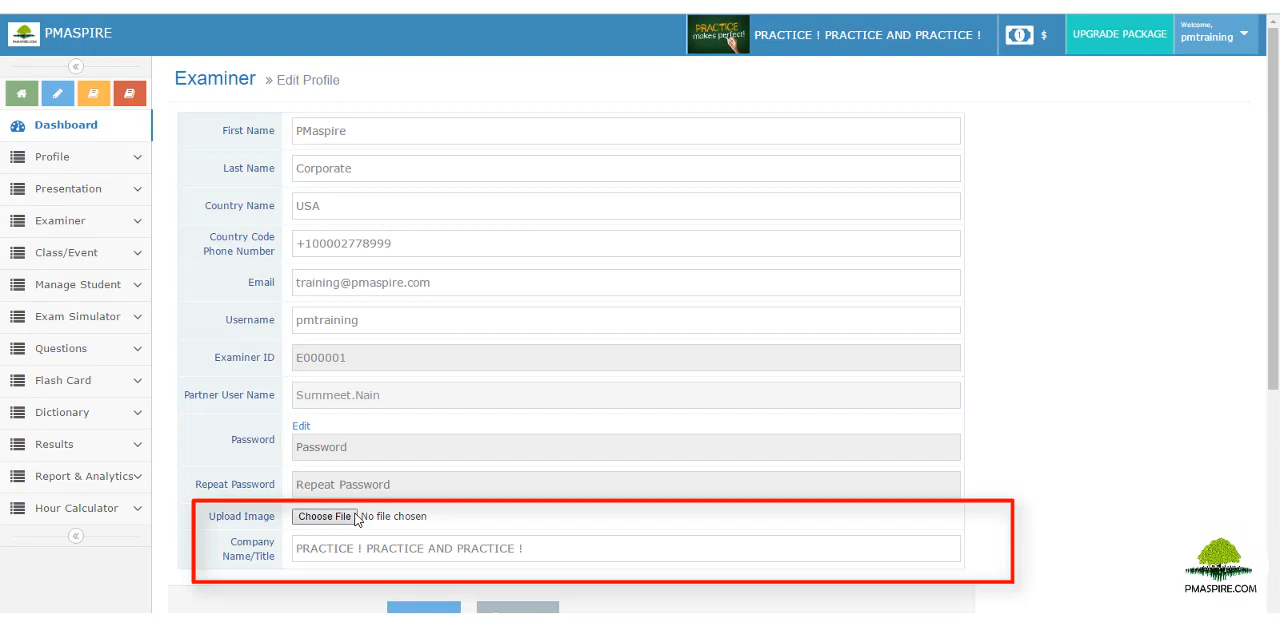 PMASPIRE
PRACTICE
makes perfect!
PRACTICE ! PRACTICE AND PRACTICE !
$
UPGRADE PACKAGE
Welcome,
pmtraining
Examiner » Edit Profile
Dashboard
Profile
Presentation
Examiner
Class/Event
Manage Student
Exam Simulator
Questions
Flash Card
Dictionary
Results
Report & Analytics
Hour Calculator
First Name PMaspire
Last Name Corporate
Country Name USA
Country Code
Phone Number +100002778999
Email training@pmaspire.com
Username pmtraining
Examiner ID E000001
Partner User Name Summeet.Nain
Edit
Password Password
Repeat Password Repeat Password
Upload Image Choose File No file chosen
Company
Name/Title PRACTICE ! PRACTICE AND PRACTICE !
PMASPIRE.COM